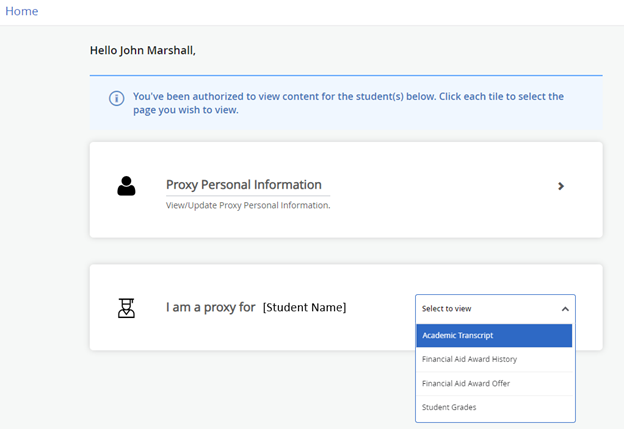 Home
Hello John Marshall,
You've been authorized to view content for the student(s) below. Click each tile to select the
page you wish to view.
Proxy Personal Information
View/Update Proxy Personal Information.
I am a proxy for [Student Name]
Select to view
Academic Transcript
Financial Aid Award History
Financial Aid Award Offer
Student Grades